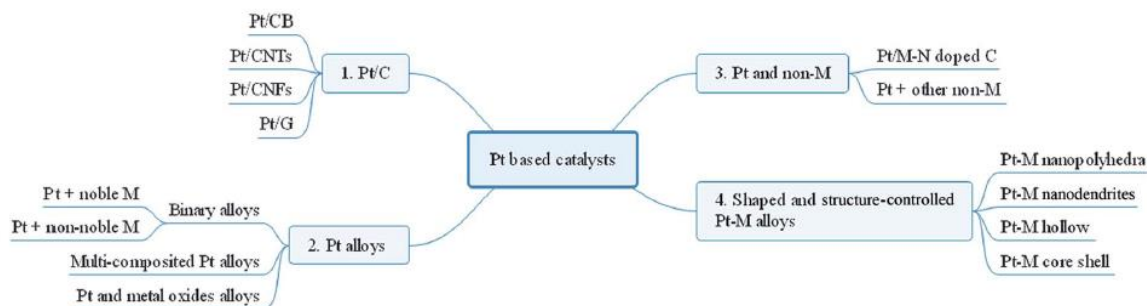 Pt/CB
Pt/CNTs
Pt/CNFs
Pt/G
1. Pt/C
Pt + noble M
Pt + non-noble M
Binary alloys
Multi-composited Pt alloys
Pt and metal oxides alloys
2. Pt alloys
Pt based catalysts
3. Pt and non-M
Pt/M-N doped C
Pt + other non-M
4. Shaped and structure-controlled
Pt-M alloys
Pt-M nanopolyhedra
Pt-M nanodendrites
Pt-M hollow
Pt-M core shell